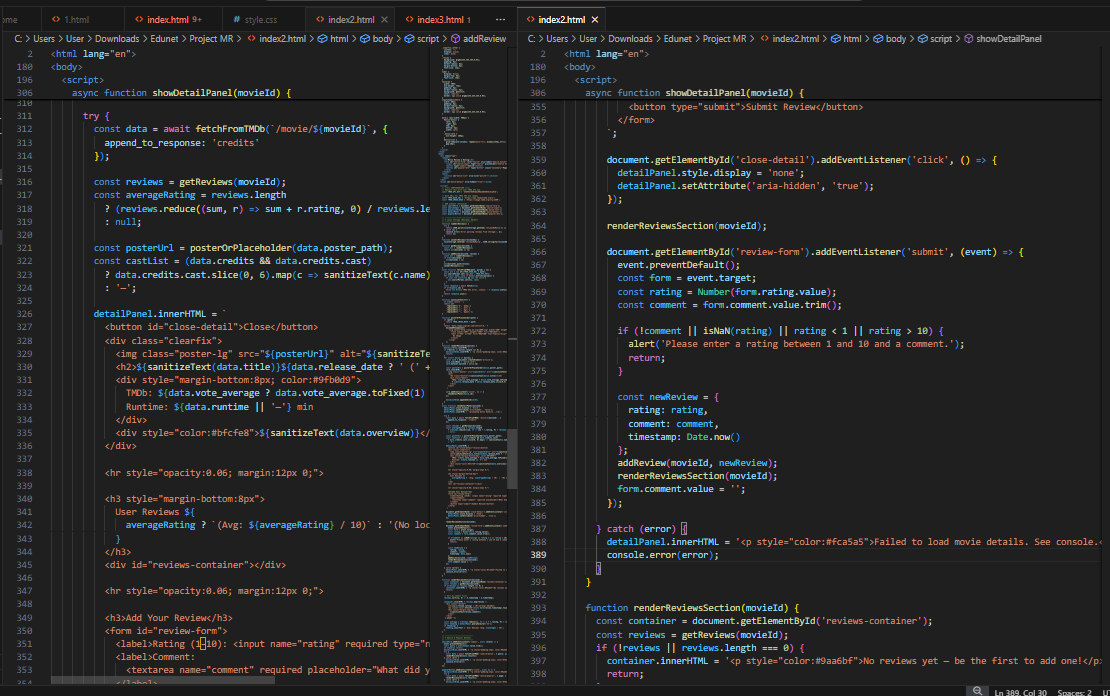 ome
<> 1.html
<> index.html 9+
# style.css
<> index2.html ×
<> index3.html 1
...
C: > Users > User > Downloads > Edunet > Project MR > <> index2.html > html > body > script > addReview
2 <html lang="en">
180 <body>
196 <script>
306 async function showDetailPanel(movieId) {
310
311 try {
312 const data = await fetchFromTMDb(`/movie/${movieId}`, {
313 append_to_response: 'credits'
314 });
315
316 const reviews = getReviews(movieId);
317 const averageRating = reviews.length
318 ? (reviews.reduce((sum, r) => sum + r.rating, 0) / reviews.le
319 : null;
320
321 const posterUrl = posterOrPlaceholder(data.poster_path);
322 const castList = (data.credits && data.credits.cast)
323 ? data.credits.cast.slice(0, 6).map(c => sanitizeText(c.name)
324 : '—';
325
326 detailPanel.innerHTML = `
327 <button id="close-detail">Close</button>
328 <div class="clearfix">
329 <img class="poster-lg" src="${posterUrl}" alt="${sanitizeTe
330 <h2>${sanitizeText(data.title)}${data.release_date ? ' (' +
331 <div style="margin-bottom:8px; color:#9fb0d9">
332 TMDb: ${data.vote_average ? data.vote_average.toFixed(1)
333 Runtime: ${data.runtime || '—'} min
334 </div>
335 <div style="color:#bfcfe8">${sanitizeText(data.overview)}</
336 </div>
337
338 <hr style="opacity:0.06; margin:12px 0;">
339
340 <h3 style="margin-bottom:8px">
341 User Reviews ${
342 averageRating ? `(Avg: ${averageRating} / 10)` : '(No loc
343 }
344 </h3>
345 <div id="reviews-container"></div>
346
347 <hr style="opacity:0.06; margin:12px 0;">
348
349 <h3>Add Your Review</h3>
350 <form id="review-form">
351 <label>Rating (1–10): <input name="rating" required type="n
352 <label>Comment:
353 <textarea name="comment" required placeholder="What did y
354 </label>
<> index2.html ×
C: > Users > User > Downloads > Edunet > Project MR > <> index2.html > html > body > script > showDetailPanel
2 <html lang="en">
180 <body>
196 <script>
306 async function showDetailPanel(movieId) {
355 <button type="submit">Submit Review</button>
356 </form>
357 `;
358
359 document.getElementById('close-detail').addEventListener('click', () => {
360 detailPanel.style.display = 'none';
361 detailPanel.setAttribute('aria-hidden', 'true');
362 });
363
364 renderReviewsSection(movieId);
365
366 document.getElementById('review-form').addEventListener('submit', (event) => {
367 event.preventDefault();
368 const form = event.target;
369 const rating = Number(form.rating.value);
370 const comment = form.comment.value.trim();
371
372 if (!comment || isNaN(rating) || rating < 1 || rating > 10) {
373 alert('Please enter a rating between 1 and 10 and a comment.');
374 return;
375 }
376
377 const newReview = {
378 rating: rating,
379 comment: comment,
380 timestamp: Date.now()
381 };
382 addReview(movieId, newReview);
383 renderReviewsSection(movieId);
384 form.comment.value = '';
385 });
386
387 } catch (error) {
388 detailPanel.innerHTML = '<p style="color:#fca5a5">Failed to load movie details. See console.<
389 console.error(error);
390 }
391 }
392
393 function renderReviewsSection(movieId) {
394 const container = document.getElementById('reviews-container');
395 const reviews = getReviews(movieId);
396 if (!reviews || reviews.length === 0) {
397 container.innerHTML = '<p style="color:#9aa6bf">No reviews yet — be the first to add one!</p>
398 return;
Ln 389, Col 30 Spaces: 2